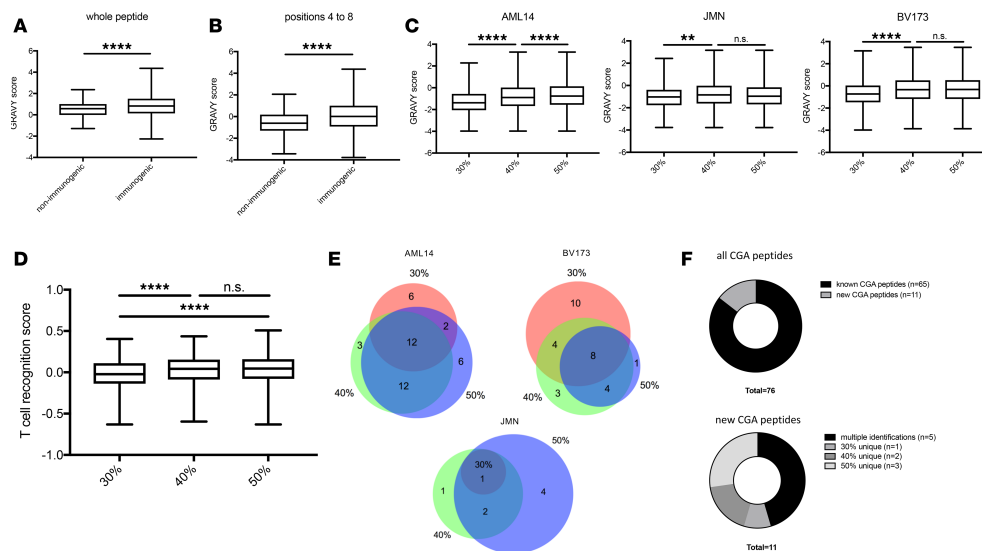 A
whole peptide
****
GRAVY score
6
4
2
0
-2
-4
non-immunogenic
immunogenic
B
positions 4 to 8
****
GRAVY score
6
4
2
0
-2
-4
non-immunogenic
immunogenic
C
AML14
**** ****
GRAVY score
6
4
2
0
-2
-4
-6
30% 40% 50%
JMN
** n.s.
GRAVY score
6
4
2
0
-2
-4
-6
30% 40% 50%
BV173
**** n.s.
GRAVY score
4
2
0
-2
-4
-6
30% 40% 50%
D
**** n.s.
****
T cell recognition score
1.0
0.5
0.0
-0.5
-1.0
30% 40% 50%
E
AML14
30%
6
2
3
12
6
12
40%
50%
BV173
30%
10
4
8
1
3
4
40%
50%
JMN
50%
30%
1
1
4
2
40%
F
all CGA peptides
known CGA peptides (n=65)
new CGA peptides (n=11)
Total=76
new CGA peptides
multiple identifications (n=5)
30% unique (n=1)
40% unique (n=2)
50% unique (n=3)
Total=11